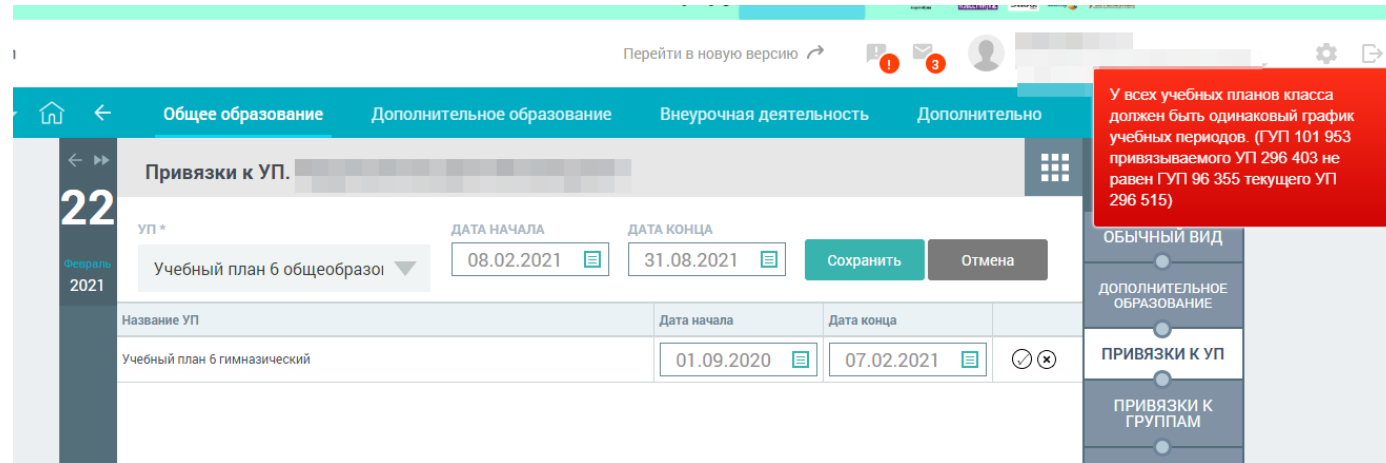 Перейти в новую версию
!
3
Общее образование
Дополнительное образование
Внеурочная деятельность
Дополнительно
У всех учебных планов класса
должен быть одинаковый график
учебных периодов. (ГУП 101 953
привязываемого УП 296 403 не
равен ГУП 96 355 текущего УП
296 515)
22
Февраль
2021
Привязки к УП.
УП *
Учебный план 6 общеобразо
ДАТА НАЧАЛА
08.02.2021
ДАТА КОНЦА
31.08.2021
Сохранить
Отмена
Название УП
Дата начала
Дата конца
Учебный план 6 гимназический
01.09.2020
07.02.2021
ОБЫЧНЫЙ ВИД
ДОПОЛНИТЕЛЬНОЕ
ОБРАЗОВАНИЕ
ПРИВЯЗКИ К УП
ПРИВЯЗКИ К
ГРУППАМ